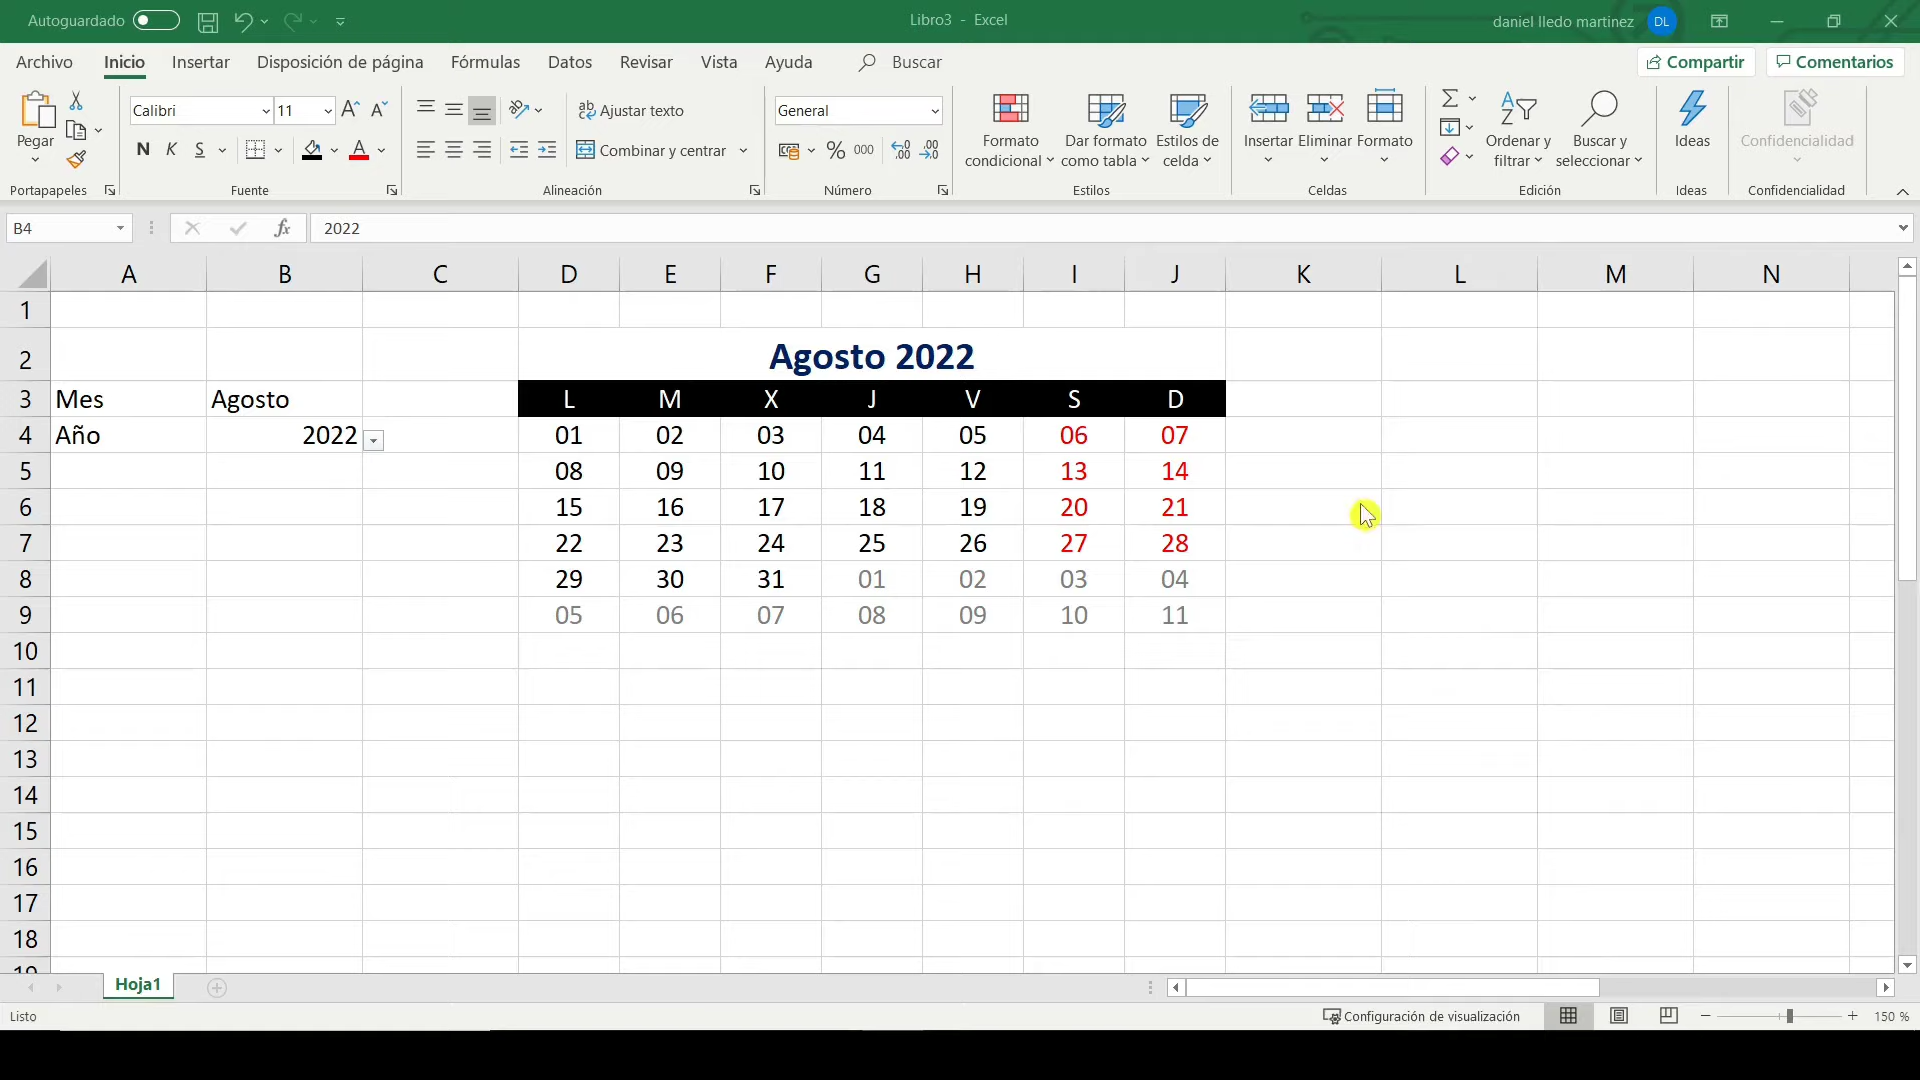 Autoguardado
Libro3 - Excel
daniel lledo martinez DL
Archivo Inicio Insertar Disposición de página Fórmulas Datos Revisar Vista Ayuda Buscar Compartir Comentarios
Pegar
Calibri 11
N K S
ab Ajustar texto
Combinar y centrar
General
% 000
Formato condicional
Dar formato como tabla
Estilos de celda
Insertar Eliminar Formato
Ordenar y filtrar
Buscar y seleccionar
Ideas
Confidencialidad
Portapapeles Fuente Alineación Número Estilos Celdas Edición Ideas Confidencialidad
B4 fx 2022
A B C D E F G H I J K L M N
1
2 Agosto 2022
3 Mes Agosto L M X J V S D
4 Año 2022 01 02 03 04 05 06 07
5 08 09 10 11 12 13 14
6 15 16 17 18 19 20 21
7 22 23 24 25 26 27 28
8 29 30 31 01 02 03 04
9 05 06 07 08 09 10 11
10
11
12
13
14
15
16
17
18
19
Hoja1
Listo Configuración de visualización 150 %